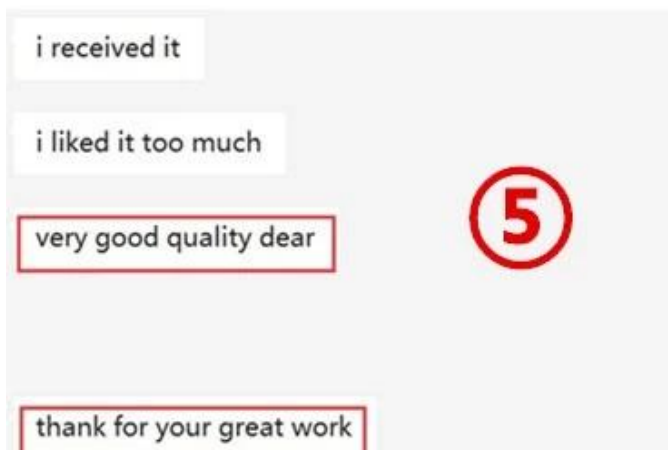 i received it
i liked it too much
very good quality dear
5
thank for your great work